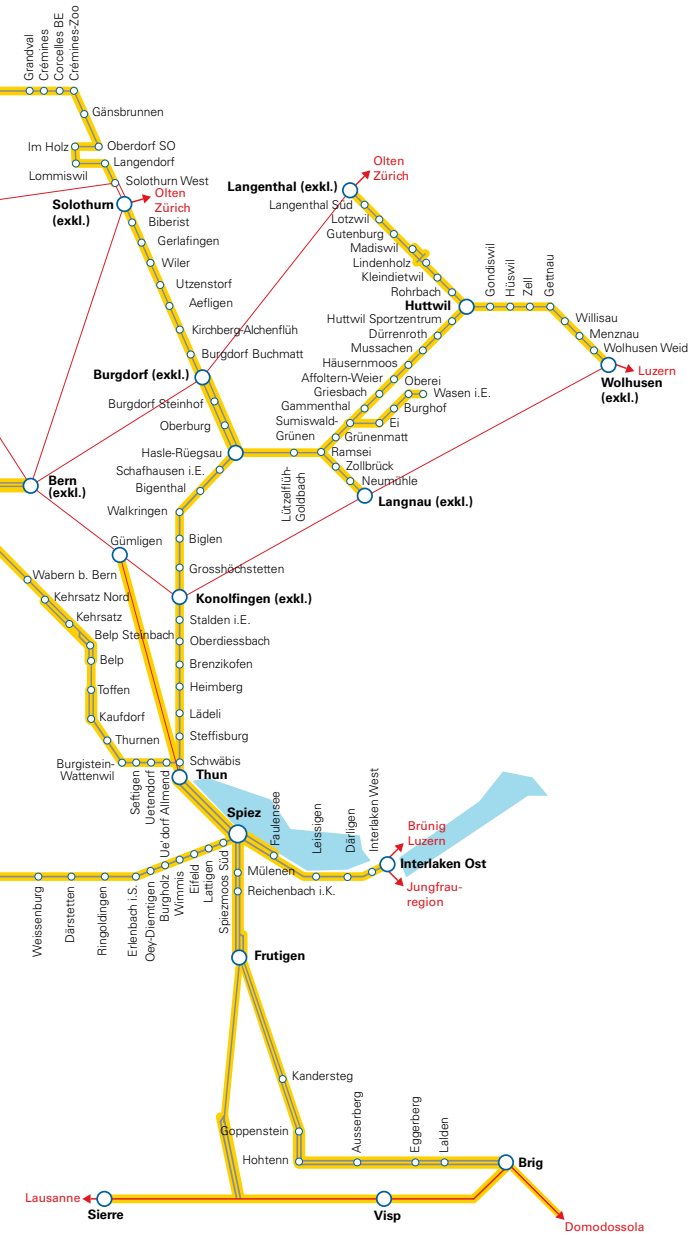 Grandval
Crémines
Corcelles BE
Crémines-Zoo
Gänsbrunnen
Im Holz
Oberdorf SO
Langendorf
Lommiswil
Solothurn West
Solothurn
(exkl.)
Olten
Zürich
Biberist
Gerlafingen
Wiler
Utzenstorf
Aefligen
Kirchberg-Alchenflüh
Burgdorf Buchmatt
Burgdorf (exkl.)
Burgdorf Steinhof
Oberburg
Hasle-Rüegsau
Schafhausen i.E.
Bigenthal
Walkringen
Biglen
Grosshöchstetten
Konolfingen (exkl.)
Stalden i.E.
Oberdiessbach
Brenzikofen
Heimberg
Lädeli
Steffisburg
Schwäbis
Thun
Olten
Zürich
Langenthal (exkl.)
Langenthal Süd
Lotzwil
Gutenburg
Madiswil
Lindenholz
Kleindietwil
Rohrbach
Huttwil
Gondiswil
Hüswil
Zell
Gettnau
Willisau
Menznau
Wolhusen Weid
Luzern
Wolhusen
(exkl.)
Huttwil Sportzentrum
Dürrenroth
Mussachen
Häusernmoos
Affoltern-Weier
Griesbach
Gammenthal
Sumiswald-
Grünen
Oberei
Wasen i.E.
Burghof
Ei
Grünenmatt
Ramsei
Zollbrück
Neumühle
Langnau (exkl.)
Lützelflüh-
Goldbach
Bern
(exkl.)
Gümligen
Wabern b. Bern
Kehrsatz Nord
Kehrsatz
Belp Steinbach
Belp
Toffen
Kaufdorf
Thurnen
Burgistein-
Wattenwil
Seftigen
Uetendorf
Ue'dorf Allmend
Spiez
Faulensee
Leissigen
Därligen
Interlaken West
Brünig
Luzern
Interlaken Ost
Jungfrau-
region
Weissenburg
Därstetten
Ringoldingen
Erlenbach i.S.
Oey-Diemtigen
Burgholz
Wimmis
Eifeld
Lattigen
Spiezmoos Süd
Mülenen
Reichenbach i.K.
Frutigen
Kandersteg
Goppenstein
Hohtenn
Ausserberg
Eggerberg
Lalden
Brig
Lausanne
Sierre
Visp
Domodossola